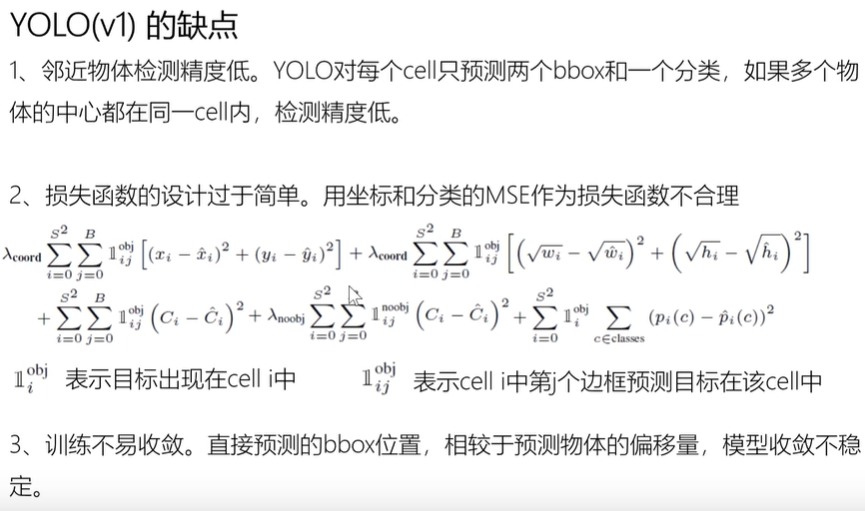 YOLO(v1) 的缺点
1、邻近物体检测精度低。YOLO对每个cell只预测两个bbox和一个分类，如果多个物
体的中心都在同一cell内，检测精度低。
2、损失函数的设计过于简单。用坐标和分类的MSE作为损失函数不合理
$\lambda_{\text{coord}} \sum_{i=0}^{S^2} \sum_{j=0}^{B} \mathbb{1}_{ij}^{\text{obj}} \left[ (x_i - \hat{x}_i)^2 + (y_i - \hat{y}_i)^2 \right] + \lambda_{\text{coord}} \sum_{i=0}^{S^2} \sum_{j=0}^{B} \mathbb{1}_{ij}^{\text{obj}} \left[ \left( \sqrt{w_i} - \sqrt{\hat{w}_i} \right)^2 + \left( \sqrt{h_i} - \sqrt{\hat{h}_i} \right)^2 \right]$
$+ \sum_{i=0}^{S^2} \sum_{j=0}^{B} \mathbb{1}_{ij}^{\text{obj}} \left( C_i - \hat{C}_i \right)^2 + \lambda_{\text{noobj}} \sum_{i=0}^{S^2} \sum_{j=0} \mathbb{1}_{ij}^{\text{noobj}} \left( C_i - \hat{C}_i \right)^2 + \sum_{i=0}^{S^2} \mathbb{1}_{i}^{\text{obj}} \sum_{c \in \text{classes}} (p_i(c) - \hat{p}_i(c))^2$
$\mathbb{1}_{i}^{\text{obj}}$ 表示目标出现在cell i中 $\mathbb{1}_{ij}^{\text{obj}}$ 表示cell i中第j个边框预测目标在该cell中
3、训练不易收敛。直接预测的bbox位置，相较于预测物体的偏移量，模型收敛不稳
定。